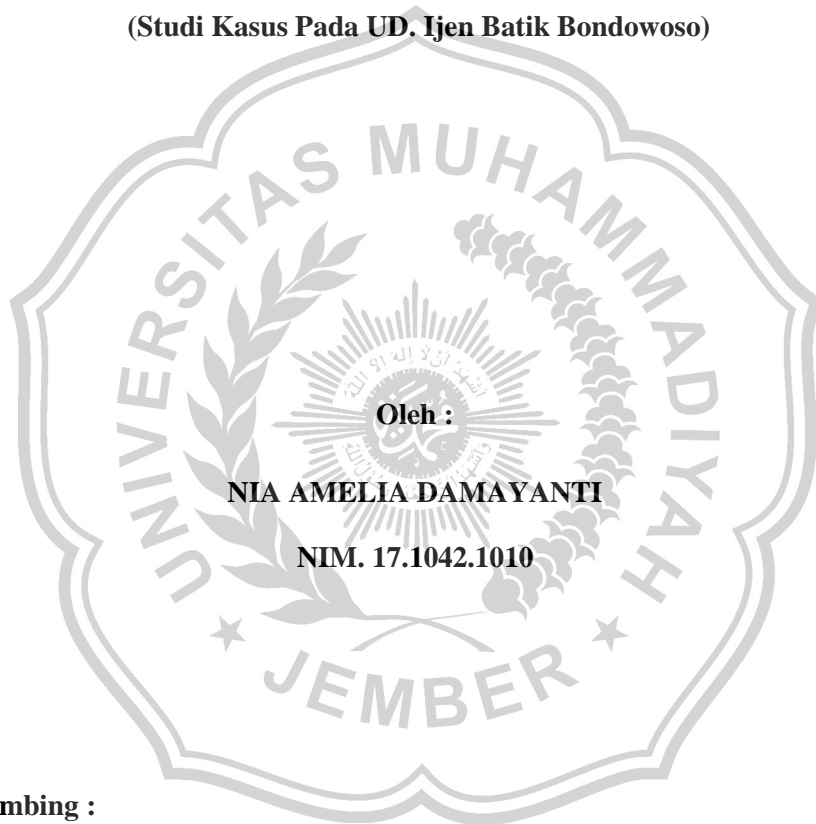 (Studi Kasus Pada UD. Ijen Batik Bondowoso)
UNIVERSITAS MUHAMMADIYAH
Oleh :
NIA AMELIA DAMAYANTI
NIM. 17.1042.1010
JEMBER
mbing :